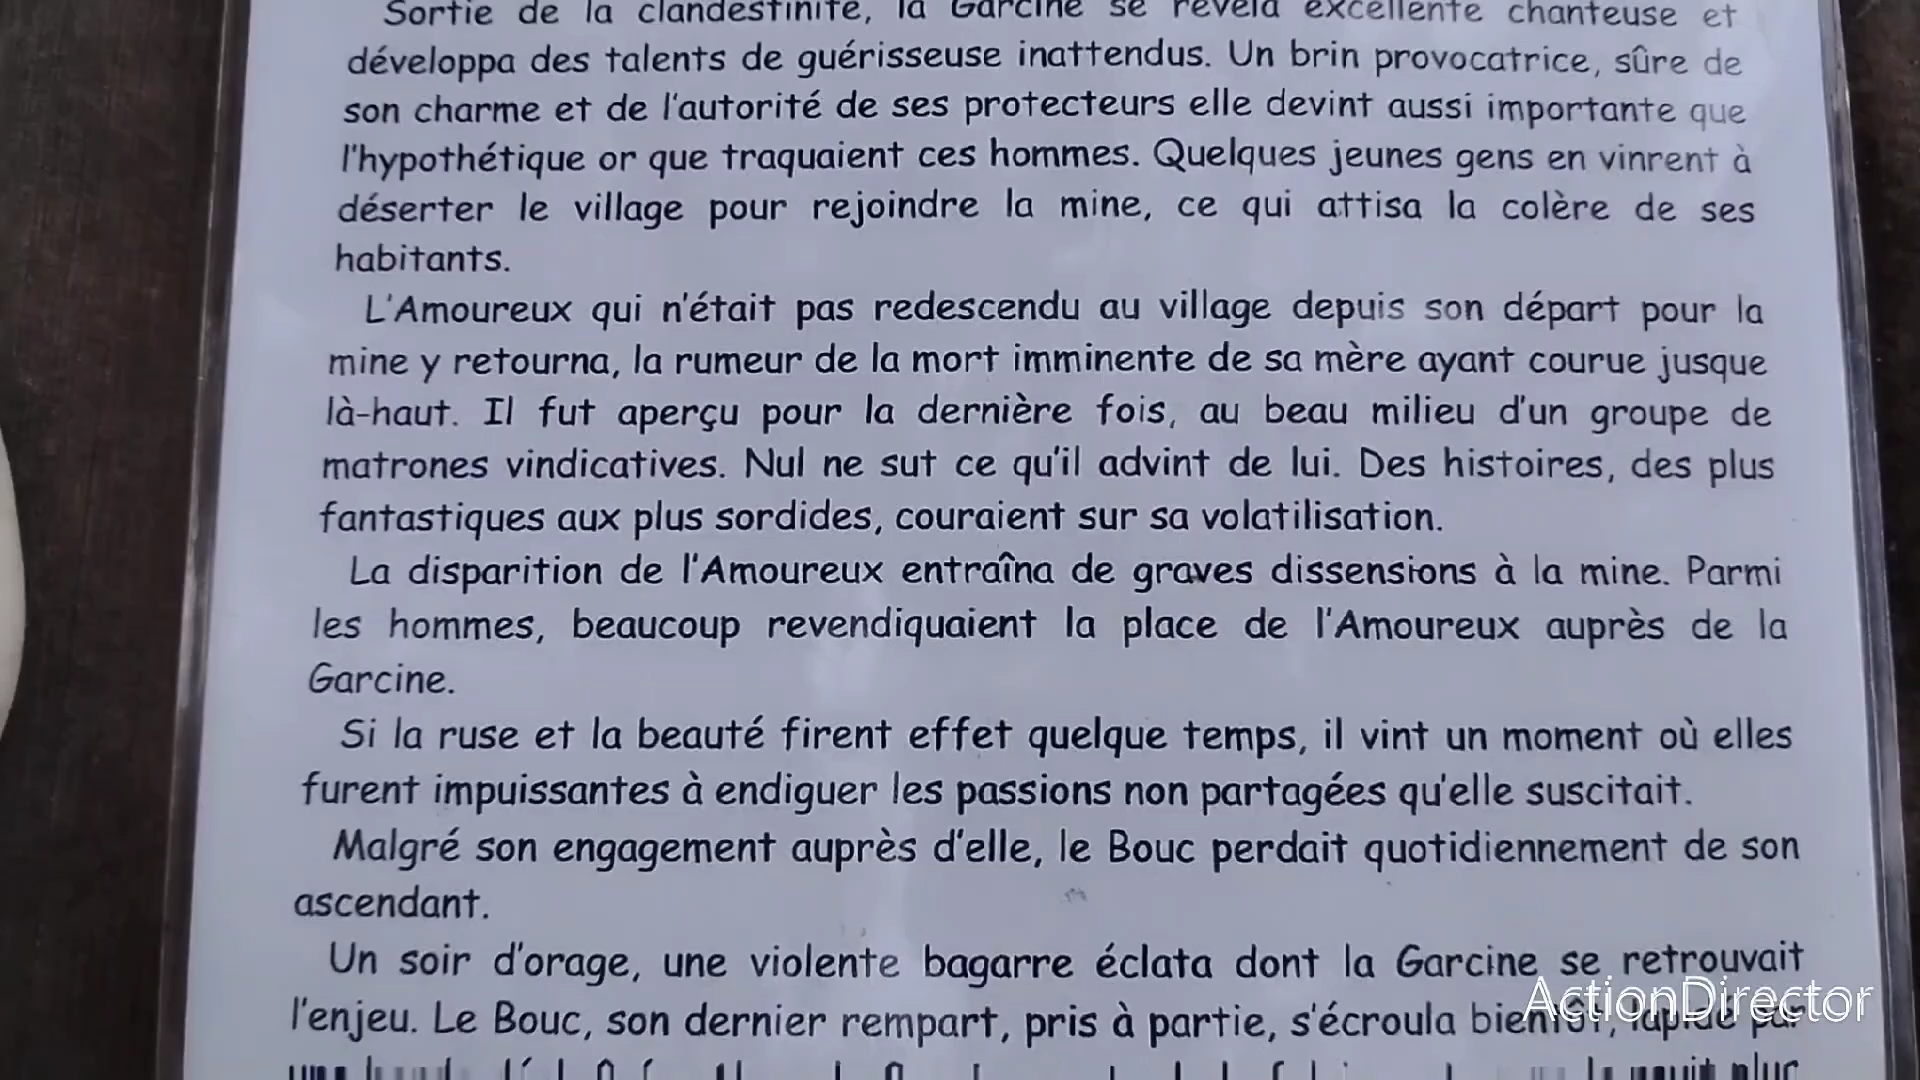 Sortie de la clandestinité, la Garcine se révéla excellente chanteuse et
développa des talents de guérisseuse inattendus. Un brin provocatrice, sûre de
son charme et de l'autorité de ses protecteurs elle devint aussi importante que
l'hypothétique or que traquaient ces hommes. Quelques jeunes gens en vinrent à
déserter le village pour rejoindre la mine, ce qui attisa la colère de ses
habitants.
L'Amoureux qui n'était pas redescendu au village depuis son départ pour la
mine y retourna, la rumeur de la mort imminente de sa mère ayant courue jusque
là-haut. Il fut aperçu pour la dernière fois, au beau milieu d'un groupe de
matrones vindicatives. Nul ne sut ce qu'il advint de lui. Des histoires, des plus
fantastiques aux plus sordides, couraient sur sa volatilisation.
La disparition de l'Amoureux entraîna de graves dissensions à la mine. Parmi
les hommes, beaucoup revendiquaient la place de l'Amoureux auprès de la
Garcine.
Si la ruse et la beauté firent effet quelque temps, il vint un moment où elles
furent impuissantes à endiguer les passions non partagées qu'elle suscitait.
Malgré son engagement auprès d'elle, le Bouc perdait quotidiennement de son
ascendant.
Un soir d'orage, une violente bagarre éclata dont la Garcine se retrouvait
l'enjeu. Le Bouc, son dernier rempart, pris à partie, s'écroula bientôt, lapidé par
ActionDirector